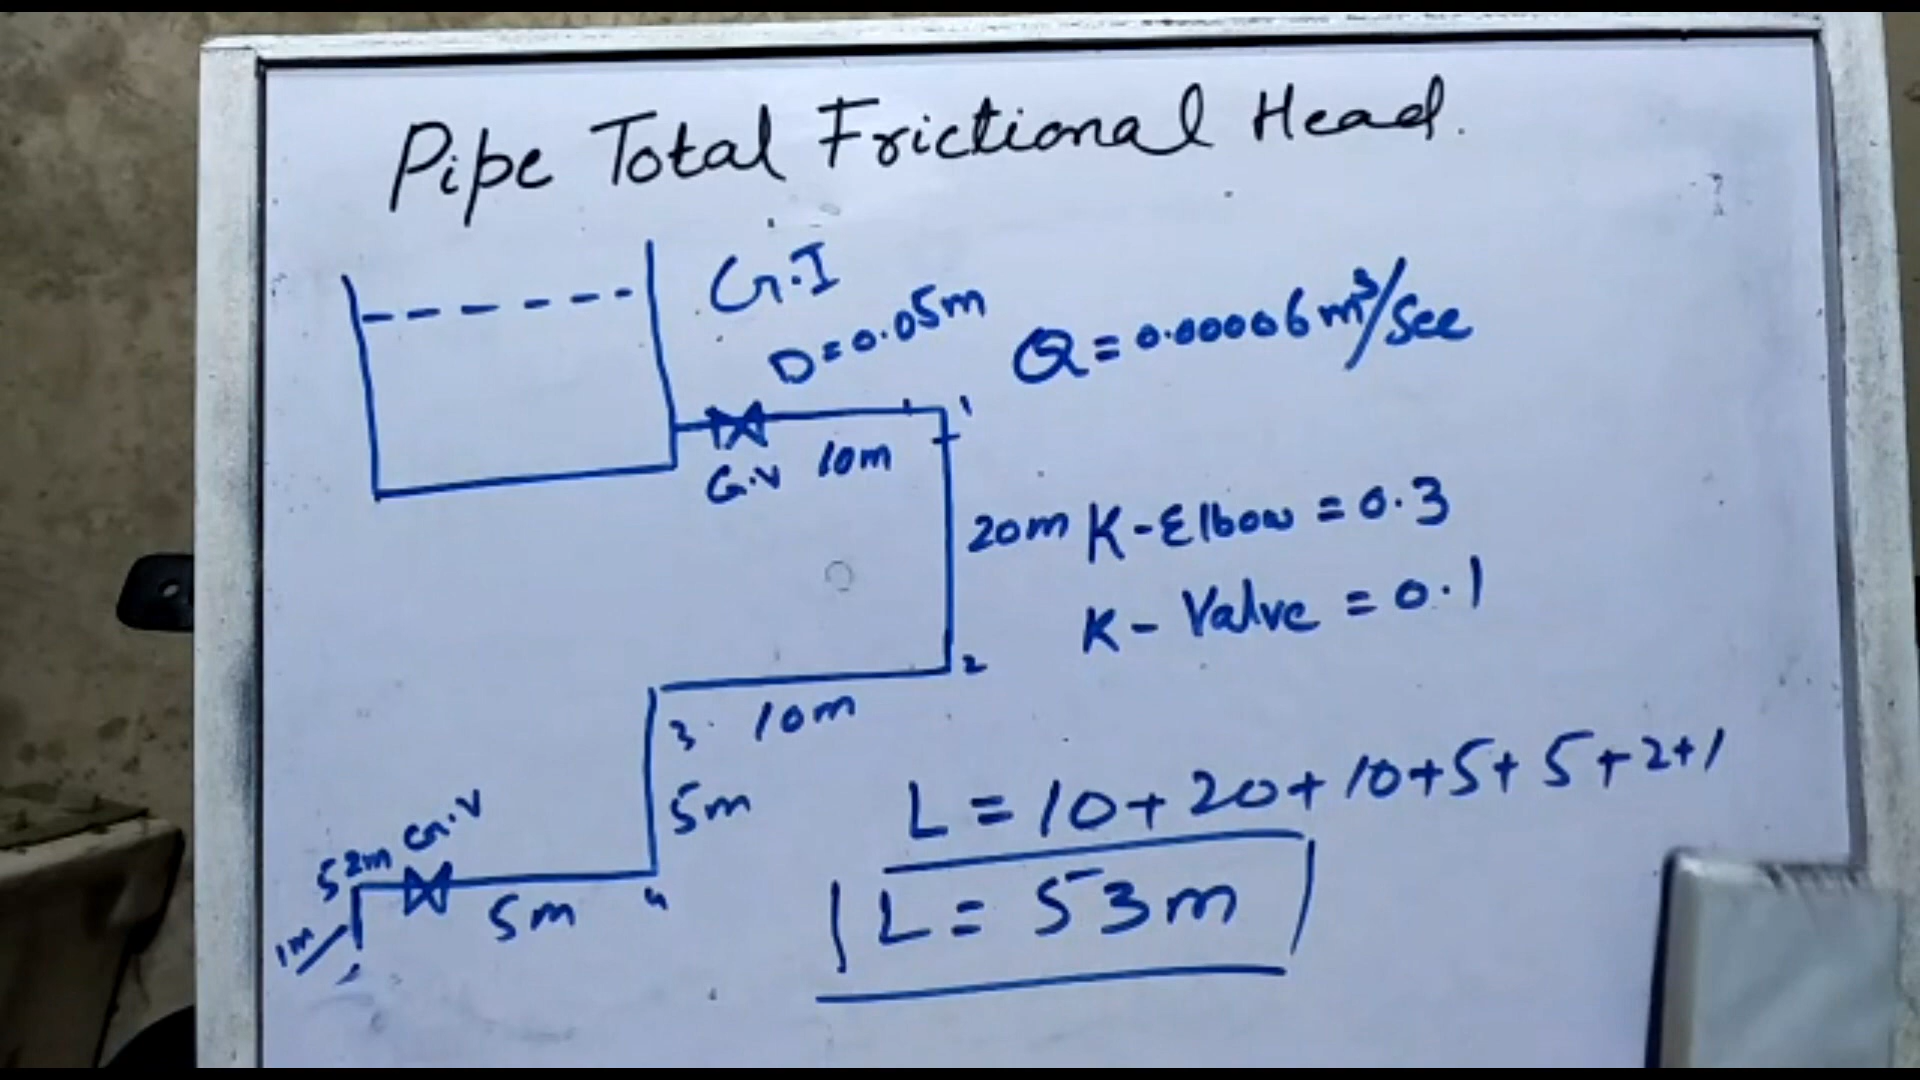 Pipe Total Frictional Head.
G.I
D=0.05m
Q=0.00006m³/Sec
1
G.V 10m
20m
K-Elbow=0.3
K-Valve=0.1
2
3 10m
5m
L=10+20+10+5+5+2+1
L=53m
5 2m G.V
5m
4
1m